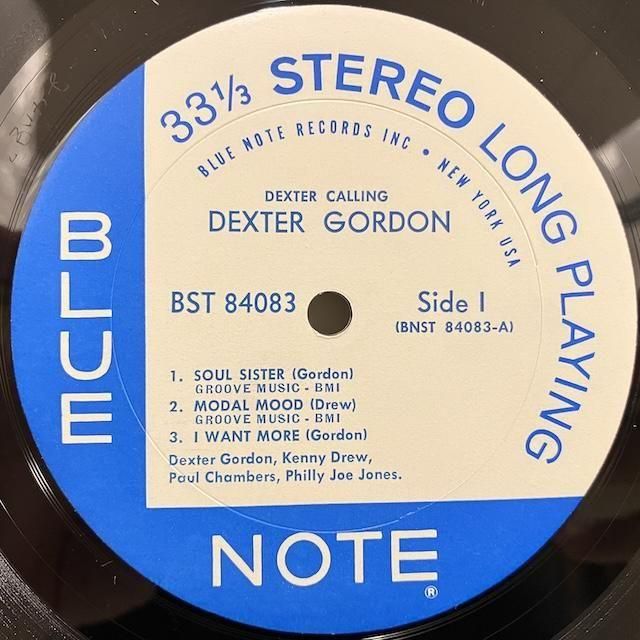 33⅓ STEREO LONG PLAYING
BLUE NOTE RECORDS INC • NEW YORK USA
DEXTER CALLING
DEXTER GORDON
BST 84083
Side 1
(BNST 84083-A)
1. SOUL SISTER (Gordon)
GROOVE MUSIC - BMI
2. MODAL MOOD (Drew)
GROOVE MUSIC - BMI
3. I WANT MORE (Gordon)
Dexter Gordon, Kenny Drew,
Paul Chambers, Philly Joe Jones.
BLUE
NOTE®